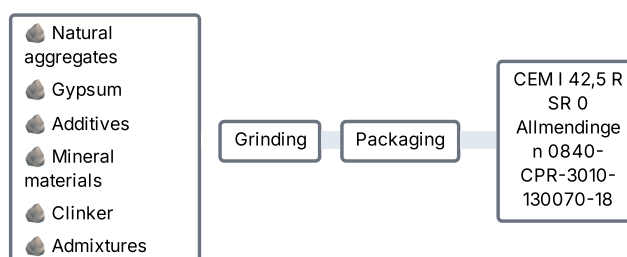 Natural
aggregates
Gypsum
Additives
Mineral
materials
Clinker
Admixtures
Grinding
Packaging
CEM I 42,5 R
SR 0
Allmendinge
n 0840-
CPR-3010-
130070-18